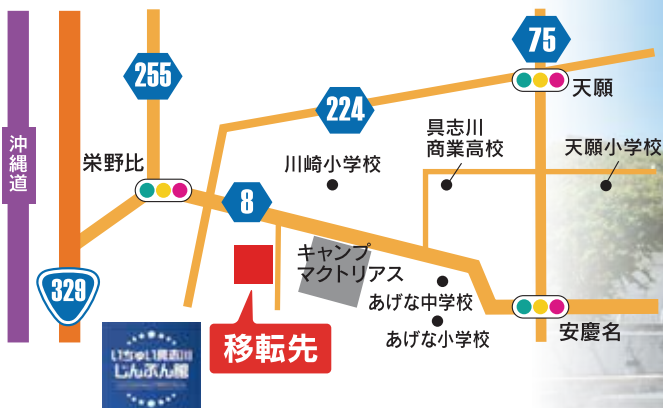 75
255
224
天願
沖縄道
栄野比
川崎小学校
具志川
商業高校
天願小学校
8
キャンプ
マクトリアス
329
あげな中学校
あげな小学校
安慶名
移転先
いちゅい具志川
じんぶん館